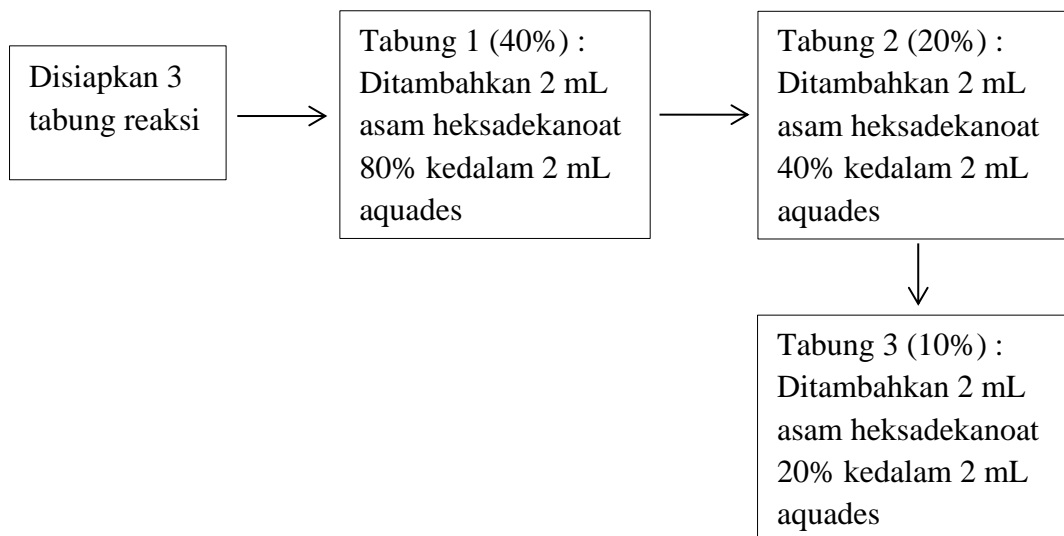 Disiapkan 3
tabung reaksi
Tabung 1 (40%) :
Ditambahkan 2 mL
asam heksadekanoat
80% kedalam 2 mL
aquades
Tabung 2 (20%) :
Ditambahkan 2 mL
asam heksadekanoat
40% kedalam 2 mL
aquades
Tabung 3 (10%) :
Ditambahkan 2 mL
asam heksadekanoat
20% kedalam 2 mL
aquades